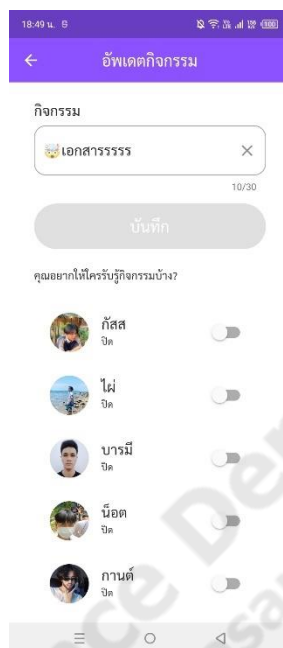 18:49 น.
อัพเดตกิจกรรม
กิจกรรม
🤯เอกสารรรรร
10/30
บันทึก
คุณอยากให้ใครรับรู้กิจกรรมบ้าง?
กัสส
ปิด
ไผ่
ปิด
บารมี
ปิด
น็อต
ปิด
กานต์
ปิด